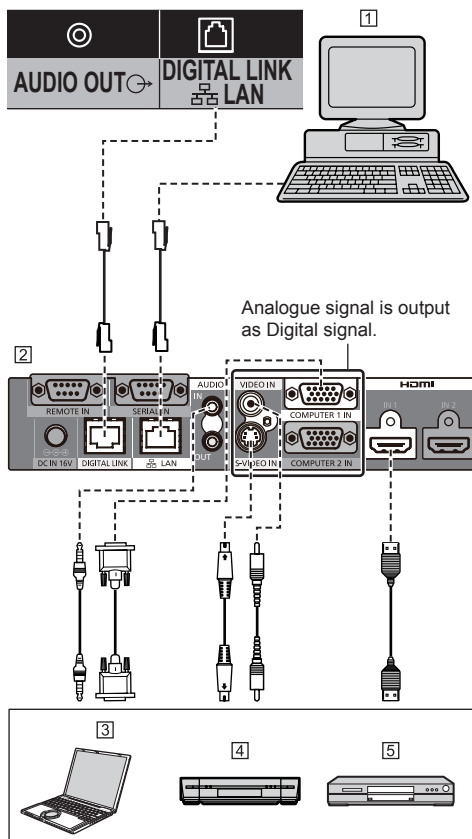 1
AUDIO OUT
DIGITAL LINK
LAN
Analogue signal is output
as Digital signal.
2
AUDIO
IN
VIDEO IN
HDMI
REMOTE IN
SERIAL IN
COMPUTER 1 IN
IN 1
IN 2
DC IN 16V
DIGITAL LINK
LAN
OUT
S-VIDEO IN
COMPUTER 2 IN
3
4
5